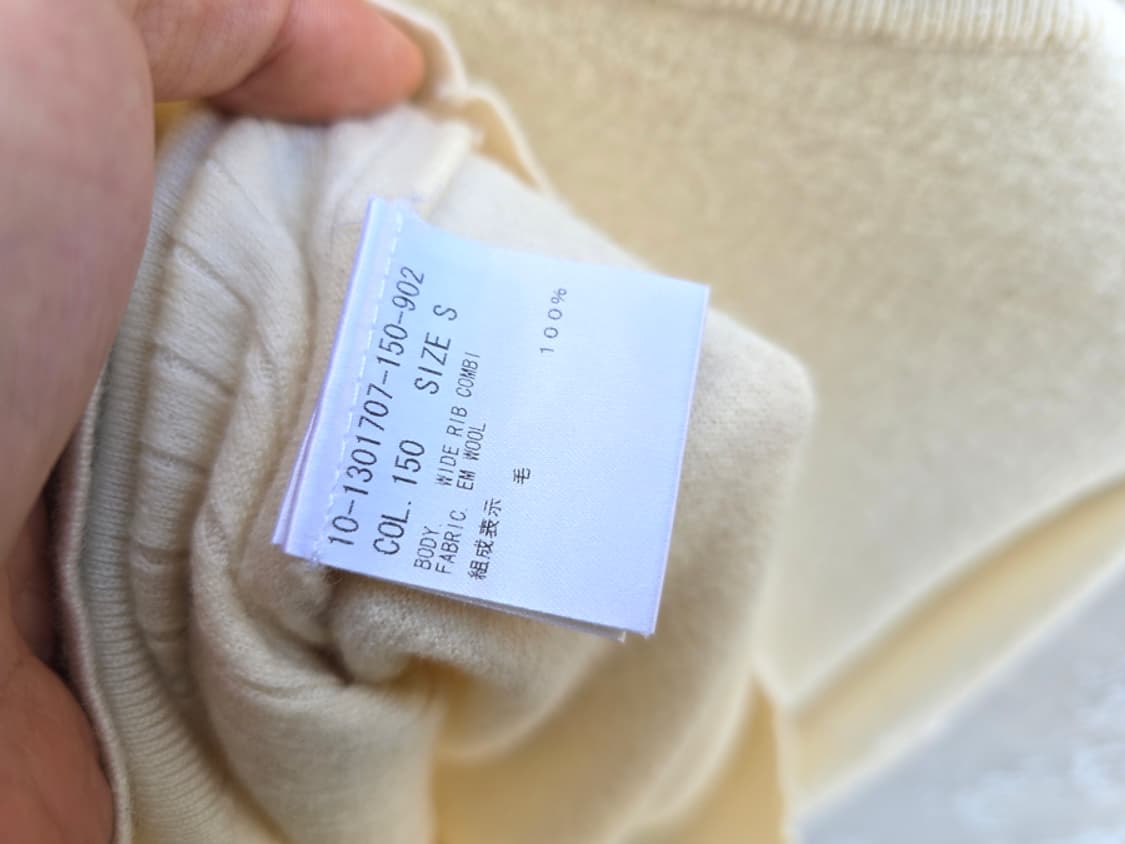 10-1301707-150-902
COL. 150 SIZE S
BODY. WIDE RIB COMBI
FABRIC. EM WOOL
組成表示
毛 100%